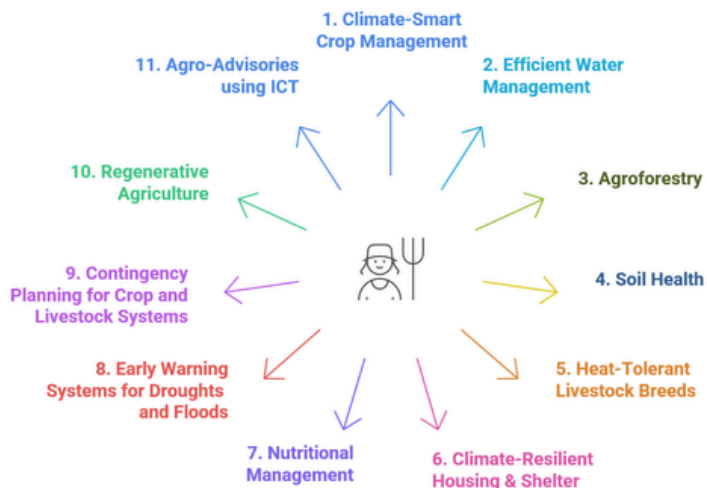 1. Climate-Smart
Crop Management
2. Efficient Water
Management
3. Agroforestry
4. Soil Health
5. Heat-Tolerant
Livestock Breeds
6. Climate-Resilient
Housing & Shelter
7. Nutritional
Management
8. Early Warning
Systems for Droughts
and Floods
9. Contingency
Planning for Crop and
Livestock Systems
10. Regenerative
Agriculture
11. Agro-Advisories
using ICT